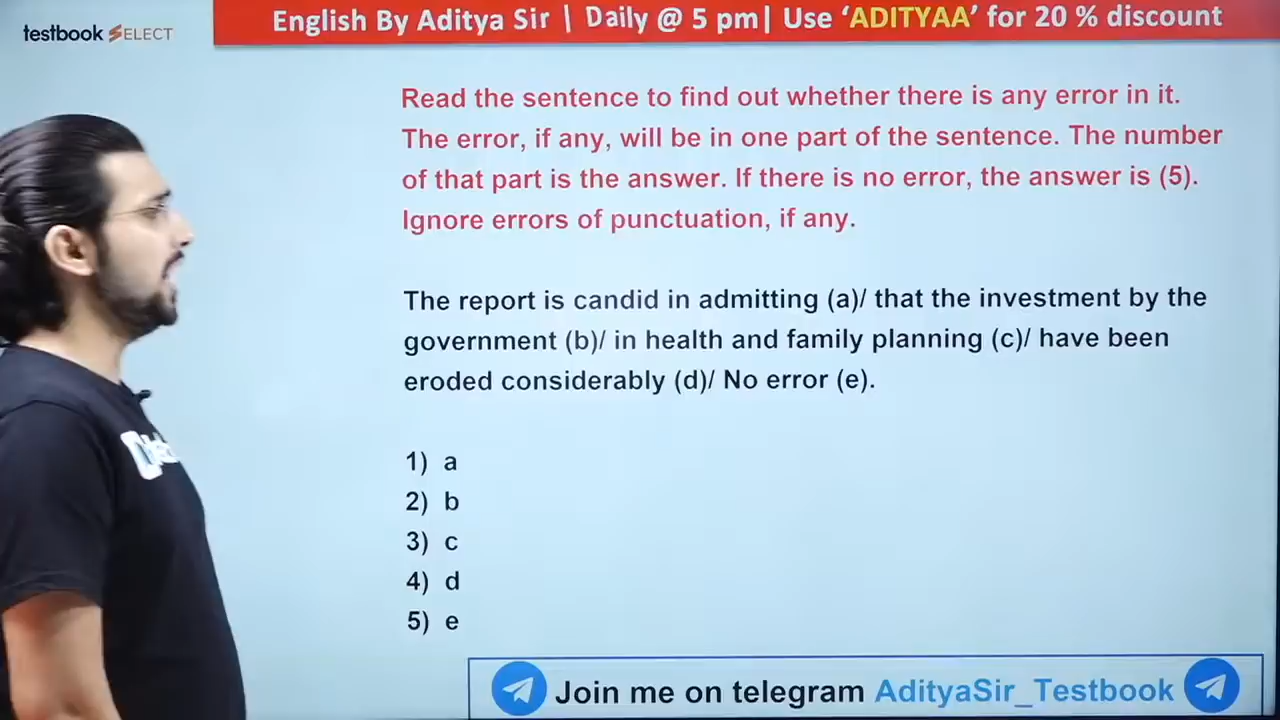 testbook SELECT
English By Aditya Sir | Daily @ 5 pm| Use ‘ADITYAA’ for 20 % discount
Read the sentence to find out whether there is any error in it.
The error, if any, will be in one part of the sentence. The number
of that part is the answer. If there is no error, the answer is (5).
Ignore errors of punctuation, if any.
The report is candid in admitting (a)/ that the investment by the
government (b)/ in health and family planning (c)/ have been
eroded considerably (d)/ No error (e).
1) a
2) b
3) c
4) d
5) e
Join me on telegram AdityaSir_Testbook